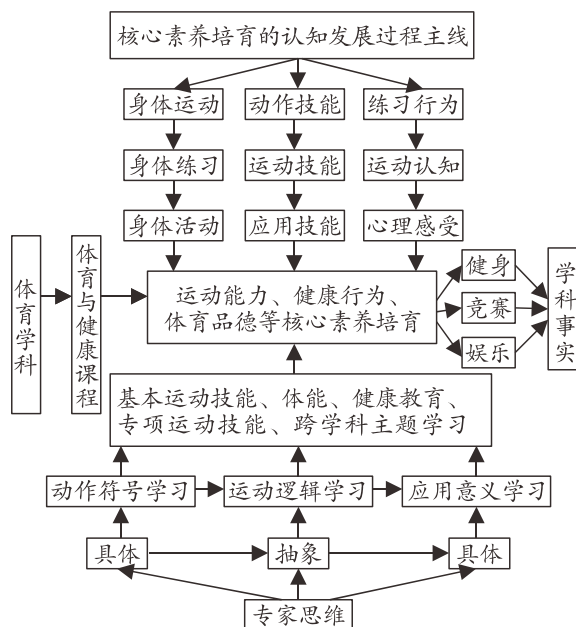 核心素养培育的认知发展过程主线
身体运动
动作技能
练习行为
身体练习
运动技能
运动认知
身体活动
应用技能
心理感受
体育学科
体育与健康课程
运动能力、健康行为、
体育品德等核心素养培育
健身
竞赛
娱乐
学科事实
基本运动技能、体能、健康教育、
专项运动技能、跨学科主题学习
动作符号学习
运动逻辑学习
应用意义学习
具体
抽象
具体
专家思维